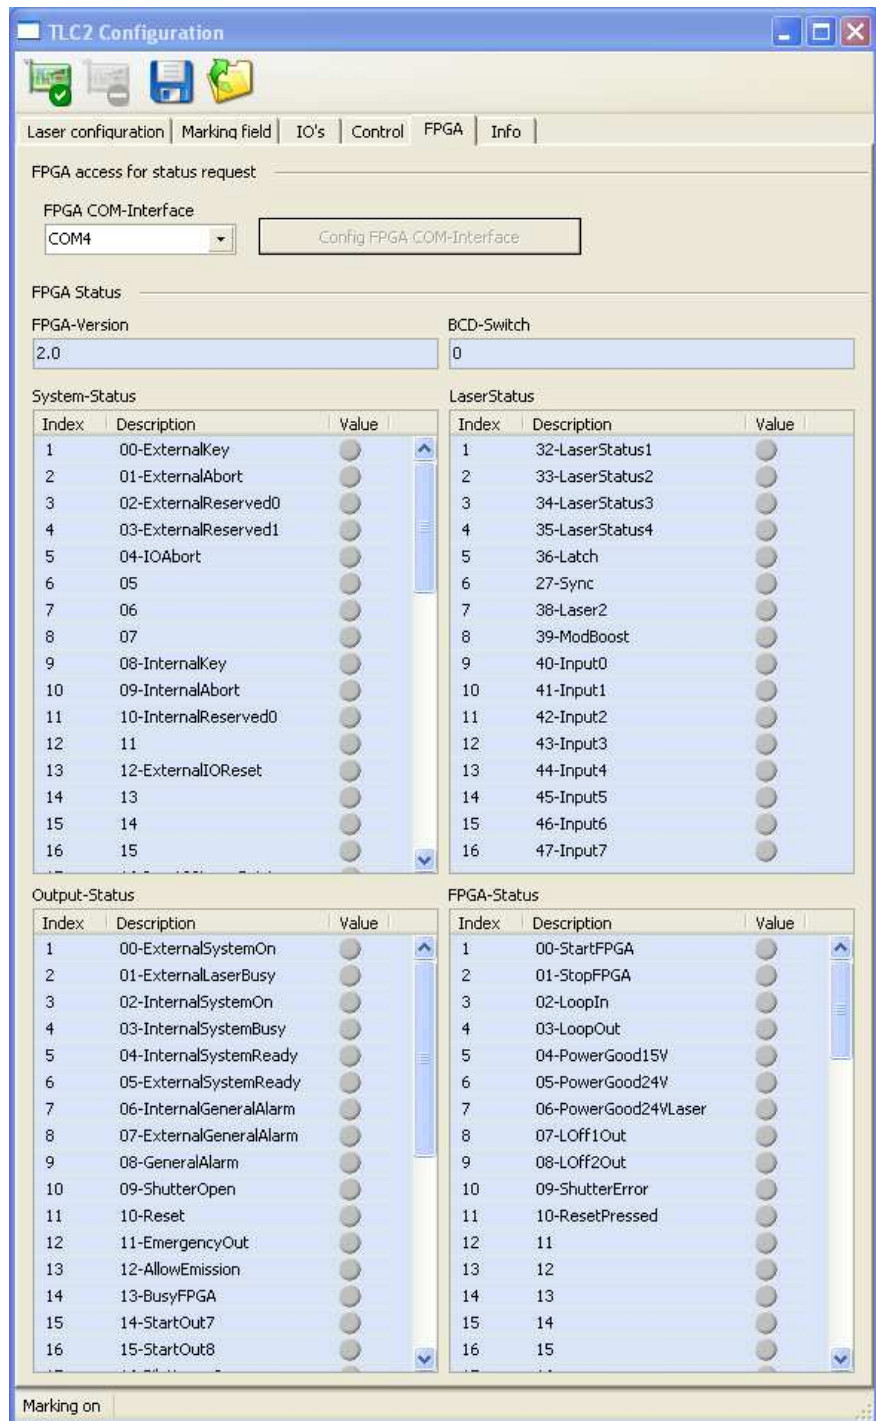 TLC2 Configuration
Laser configuration Marking field IO's Control FPGA Info
FPGA access for status request
FPGA COM-Interface
COM4 Config FPGA COM-Interface
FPGA Status
FPGA-Version BCD-Switch
2.0 0
System-Status LaserStatus
Index Description Value Index Description Value
1 00-ExternalKey 1 32-LaserStatus1
2 01-ExternalAbort 2 33-LaserStatus2
3 02-ExternalReserved0 3 34-LaserStatus3
4 03-ExternalReserved1 4 35-LaserStatus4
5 04-IOAbort 5 36-Latch
6 05 6 27-Sync
7 06 7 38-Laser2
8 07 8 39-ModBoost
9 08-InternalKey 9 40-Input0
10 09-InternalAbort 10 41-Input1
11 10-InternalReserved0 11 42-Input2
12 11 12 43-Input3
13 12-ExternalIOReset 13 44-Input4
14 13 14 45-Input5
15 14 15 46-Input6
16 15 16 47-Input7
Output-Status FPGA-Status
Index Description Value Index Description Value
1 00-ExternalSystemOn 1 00-StartFPGA
2 01-ExternalLaserBusy 2 01-StopFPGA
3 02-InternalSystemOn 3 02-LoopIn
4 03-InternalSystemBusy 4 03-LoopOut
5 04-InternalSystemReady 5 04-PowerGood15V
6 05-ExternalSystemReady 6 05-PowerGood24V
7 06-InternalGeneralAlarm 7 06-PowerGood24VLaser
8 07-ExternalGeneralAlarm 8 07-LOff1Out
9 08-GeneralAlarm 9 08-LOff2Out
10 09-ShutterOpen 10 09-ShutterError
11 10-Reset 11 10-ResetPressed
12 11-EmergencyOut 12 11
13 12-AllowEmission 13 12
14 13-BusyFPGA 14 13
15 14-StartOut7 15 14
16 15-StartOut8 16 15
Marking on